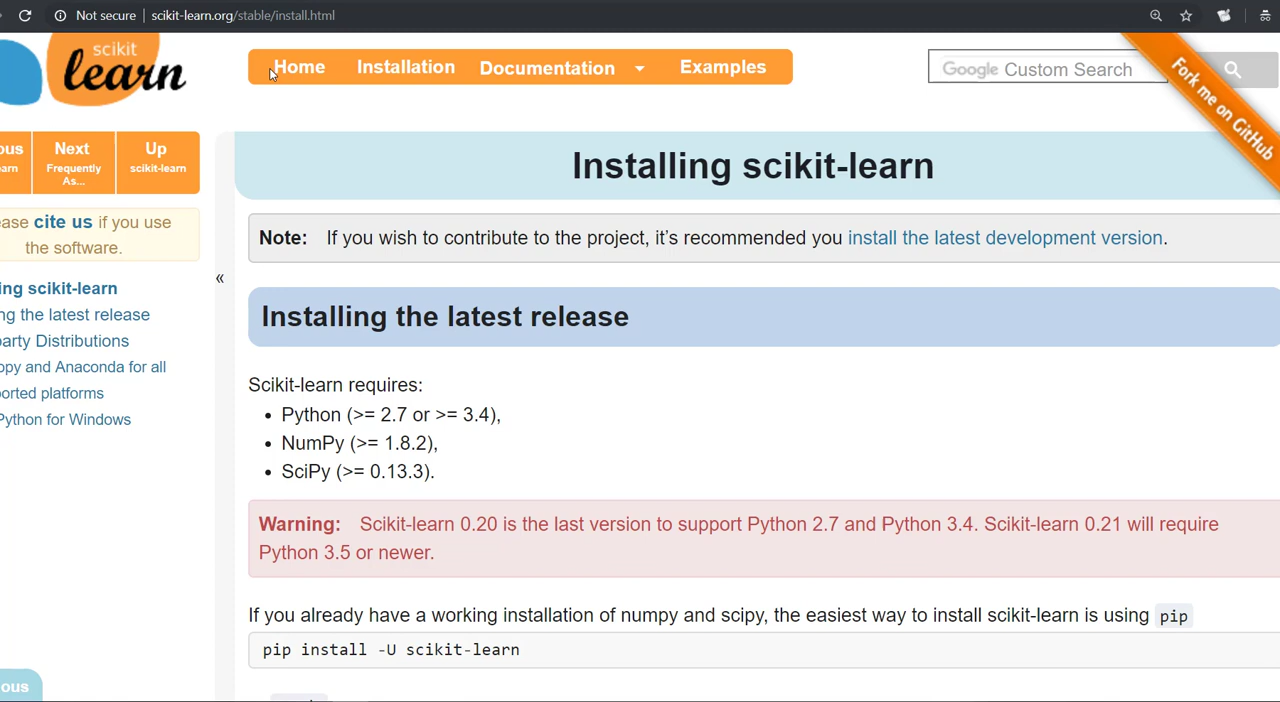 Not secure scikit-learn.org/stable/install.html
scikit
learn
Home Installation Documentation Examples
Google Custom Search
Fork me on GitHub
ous Next Up
earn Frequently scikit-learn
As...
ease cite us if you use
the software.
ing scikit-learn
ng the latest release
party Distributions
opy and Anaconda for all
ported platforms
Python for Windows
«
Installing scikit-learn
Note: If you wish to contribute to the project, it’s recommended you install the latest development version.
Installing the latest release
Scikit-learn requires:
• Python (>= 2.7 or >= 3.4),
• NumPy (>= 1.8.2),
• SciPy (>= 0.13.3).
Warning: Scikit-learn 0.20 is the last version to support Python 2.7 and Python 3.4. Scikit-learn 0.21 will require
Python 3.5 or newer.
If you already have a working installation of numpy and scipy, the easiest way to install scikit-learn is using pip
pip install -U scikit-learn
ous